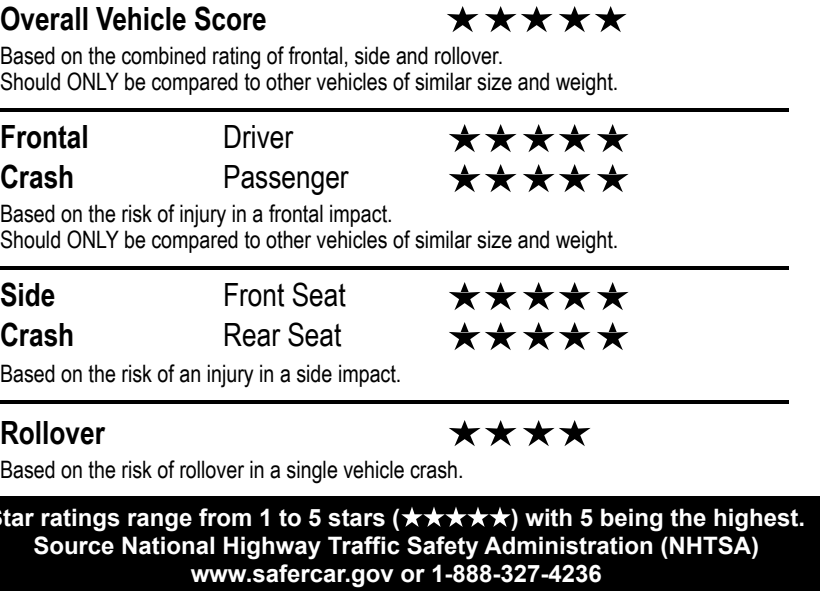 Overall Vehicle Score ★★★★★
Based on the combined rating of frontal, side and rollover.
Should ONLY be compared to other vehicles of similar size and weight.
Frontal Driver ★★★★★
Crash Passenger ★★★★★
Based on the risk of injury in a frontal impact.
Should ONLY be compared to other vehicles of similar size and weight.
Side Front Seat ★★★★★
Crash Rear Seat ★★★★★
Based on the risk of an injury in a side impact.
Rollover ★★★★
Based on the risk of rollover in a single vehicle crash.
Star ratings range from 1 to 5 stars (★★★★★) with 5 being the highest.
Source National Highway Traffic Safety Administration (NHTSA)
www.safercar.gov or 1-888-327-4236